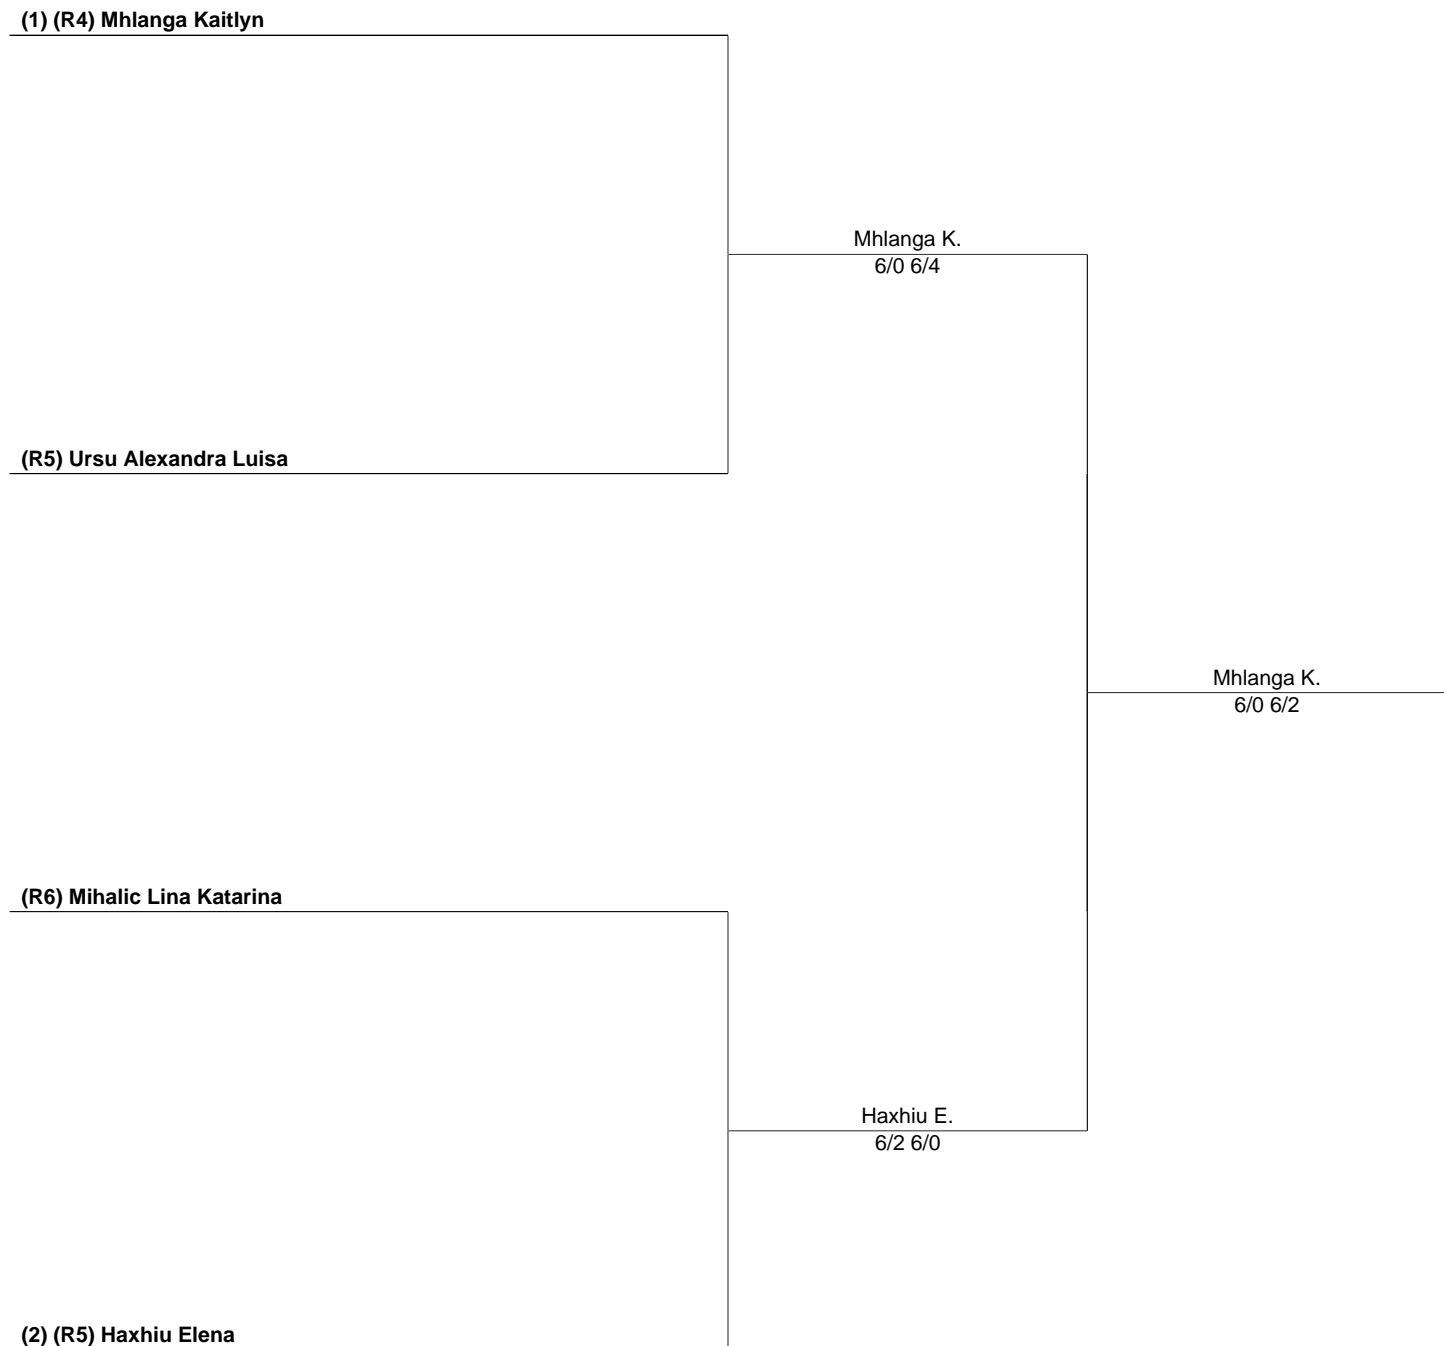 (1) (R4) Mhlanga Kaitlyn
Mhlanga K.
6/0 6/4
(R5) Ursu Alexandra Luisa
Mhlanga K.
6/0 6/2
(R6) Mihalic Lina Katarina
Haxhiu E.
6/2 6/0
(2) (R5) Haxhiu Elena